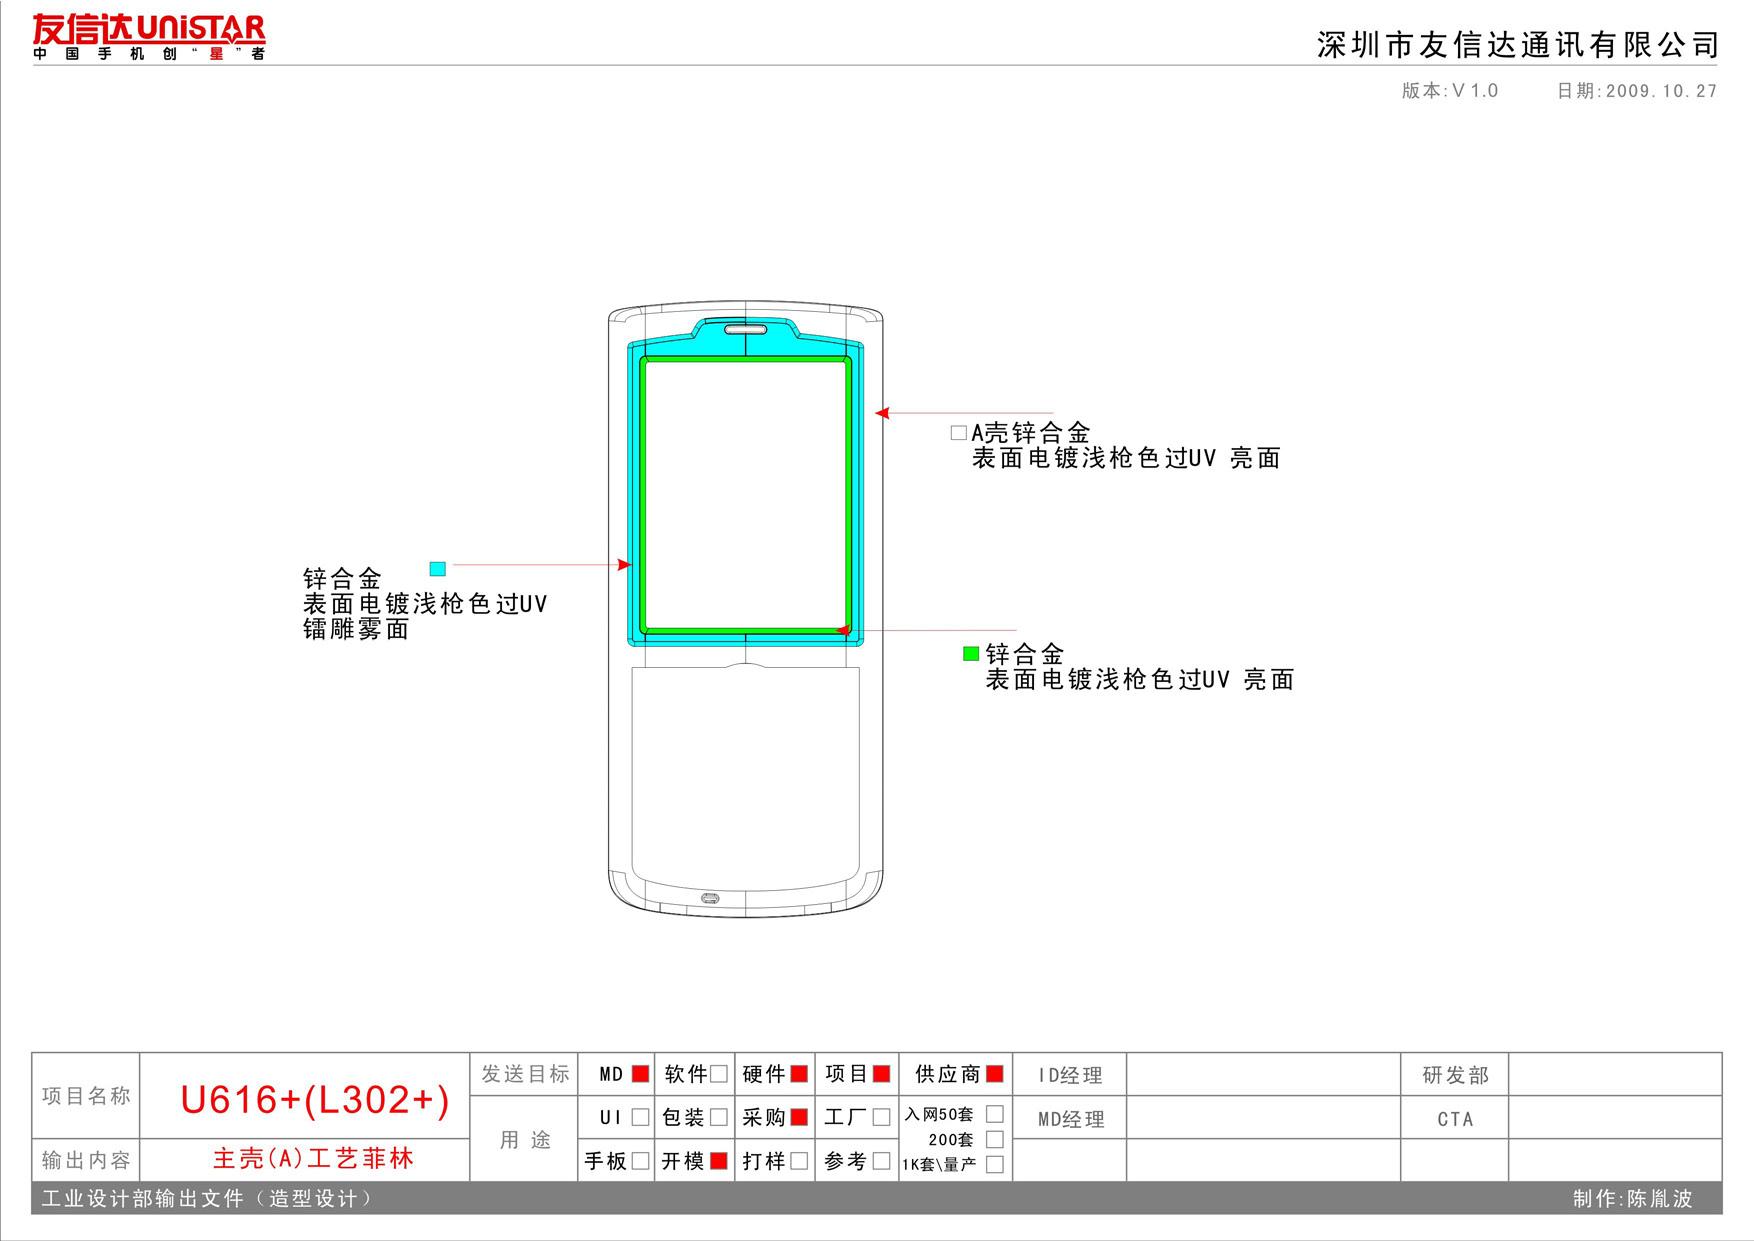 友信达UNiSTAR
中国手机创“星”者
深圳市友信达通讯有限公司
版本:V 1.0 日期:2009.10.27
A壳锌合金
表面电镀浅枪色过UV 亮面
锌合金
表面电镀浅枪色过UV
镭雕雾面
锌合金
表面电镀浅枪色过UV 亮面
项目名称 U616+(L302+) 发送目标 MD 软件 硬件 项目 供应商 ID经理 研发部
用 途 UI 包装 采购 工厂 入网50套 MD经理 CTA
200套
输出内容 主壳(A)工艺菲林 手板 开模 打样 参考 1K套\量产
工业设计部输出文件（造型设计） 制作:陈胤波